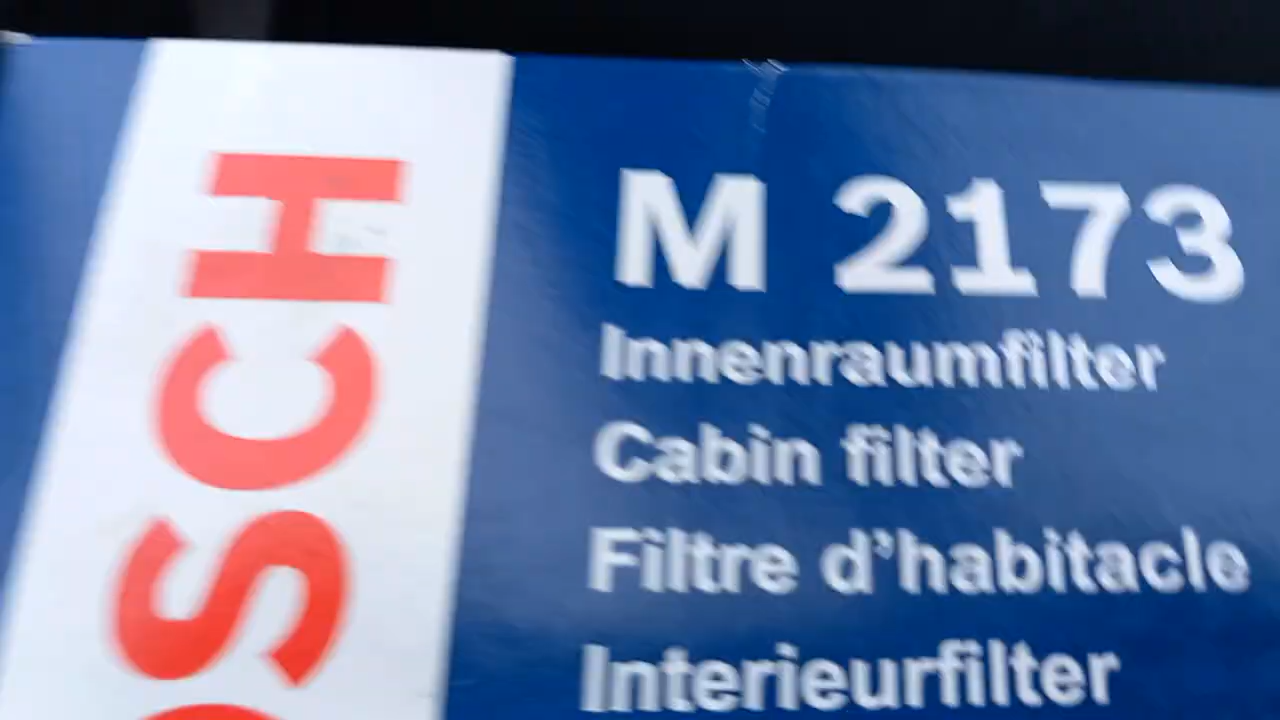 OSCH
M 2173
Innenraumfilter
Cabin filter
Filtre d'habitacle
Interieurfilter